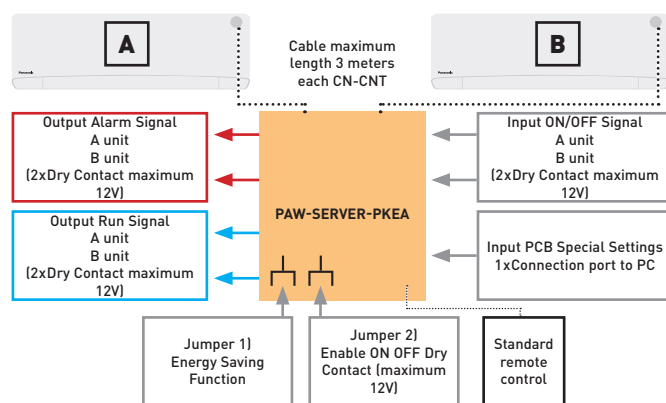 A
Cable maximum
length 3 meters
each CN-CNT
B
Panasonic
Panasonic
Output Alarm Signal
A unit
B unit
(2xDry Contact maximum
12V)
Input ON/OFF Signal
A unit
B unit
(2xDry Contact maximum
12V)
PAW-SERVER-PKEA
Output Run Signal
A unit
B unit
(2xDry Contact maximum
12V)
Input PCB Special Settings
1xConnection port to PC
Jumper 1)
Energy Saving
Function
Jumper 2)
Enable ON OFF Dry
Contact (maximum
12V)
Standard
remote
control